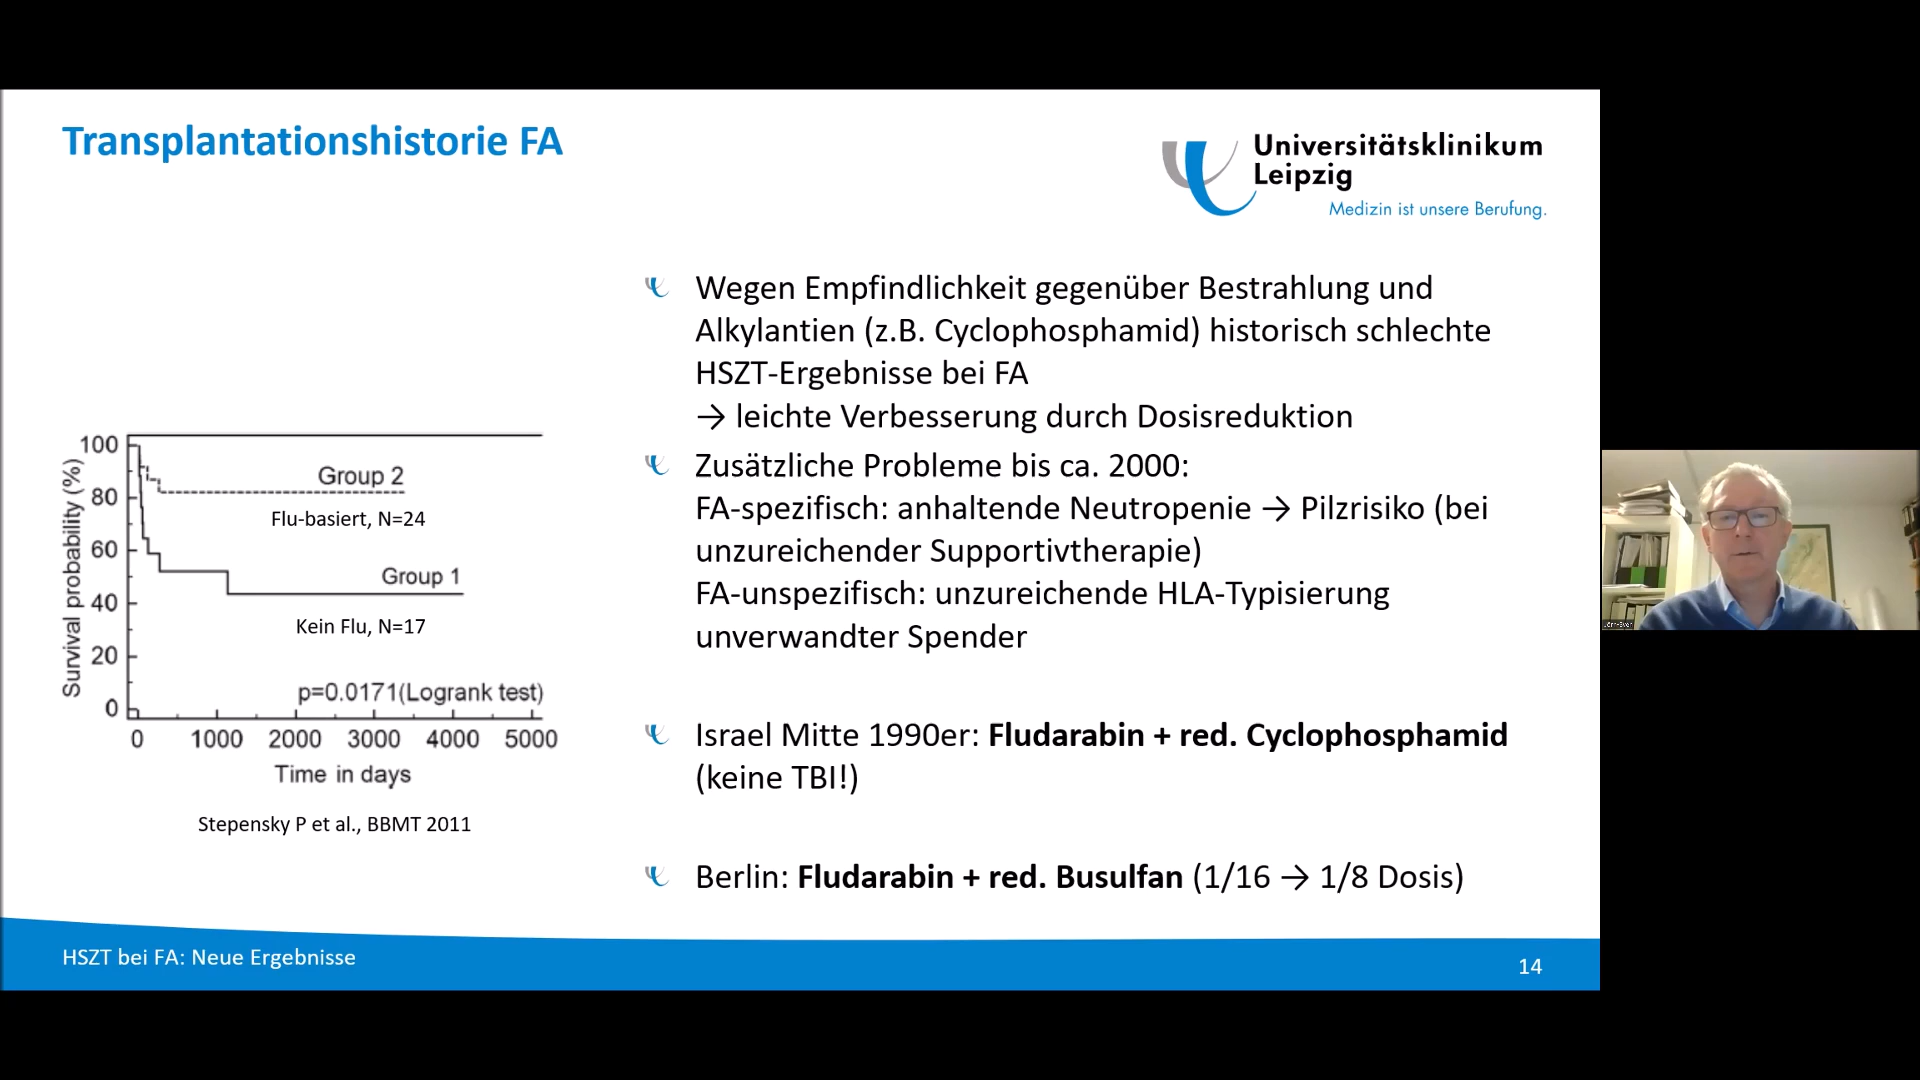 Transplantationshistorie FA
Universitätsklinikum
Leipzig
Medizin ist unsere Berufung.
Wegen Empfindlichkeit gegenüber Bestrahlung und
Alkylantien (z.B. Cyclophosphamid) historisch schlechte
HSZT-Ergebnisse bei FA
→ leichte Verbesserung durch Dosisreduktion
Zusätzliche Probleme bis ca. 2000:
FA-spezifisch: anhaltende Neutropenie → Pilzrisiko (bei
unzureichender Supportivtherapie)
FA-unspezifisch: unzureichende HLA-Typisierung
unverwandter Spender
Israel Mitte 1990er: Fludarabin + red. Cyclophosphamid
(keine TBI!)
Berlin: Fludarabin + red. Busulfan (1/16 → 1/8 Dosis)
Survival probability (%)
100
80
60
40
20
0
Group 2
Flu-basiert, N=24
Group 1
Kein Flu, N=17
p=0.0171(Logrank test)
0 1000 2000 3000 4000 5000
Time in days
Stepensky P et al., BBMT 2011
HSZT bei FA: Neue Ergebnisse
14
Jörn-Sven